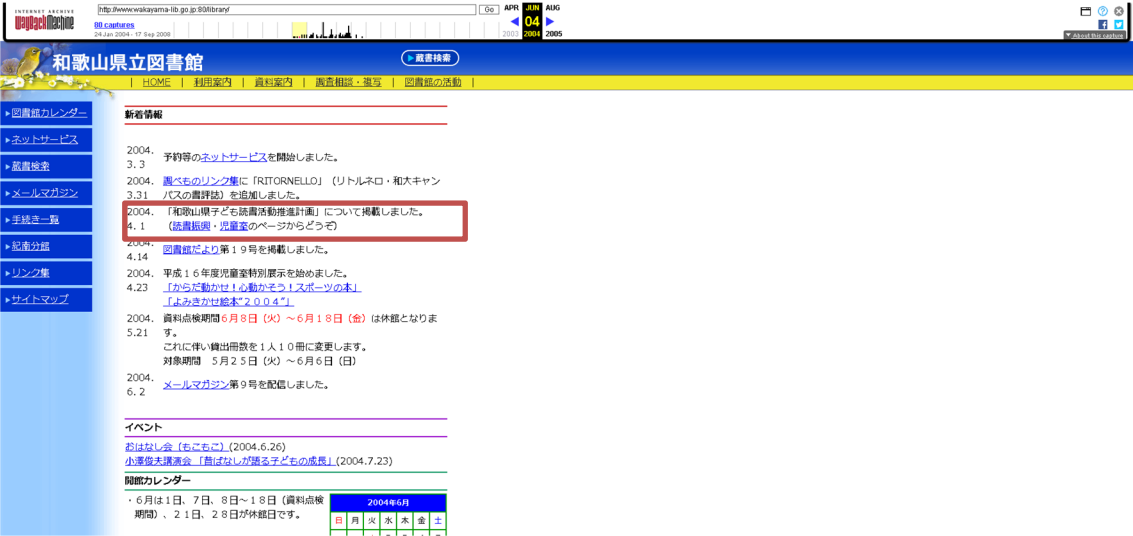 INTERNET ARCHIVE
WayBackMachine
http://www.wakayama-lib.go.jp:80/library/
Go
APR JUN AUG
80 captures
24 Jan 2004 - 17 Sep 2008
04
2003 2004 2005
▼ About this capture
和歌山県立図書館
蔵書検索
| HOME | 利用案内 | 資料案内 | 調査相談・複写 | 図書館の活動 |
図書館カレンダー
ネットサービス
蔵書検索
メールマガジン
手続き一覧
紀南分館
リンク集
サイトマップ
新着情報
2004. 3. 3 予約等のネットサービスを開始しました。
2004. 3.31 調べものリンク集に「RITORNELLO」（リトルネロ・和大キャン
パスの書評誌）を追加しました。
2004. 4. 1 「和歌山県子ども読書活動推進計画」について掲載しました。
（読書振興・児童室のページからどうぞ）
2004. 4.14 図書館だより第１９号を掲載しました。
2004. 4.23 平成１６年度児童室特別展示を始めました。
「からだ動かせ！心動かそう！スポーツの本」
「よみきかせ絵本"２００４"」
2004. 5.21 資料点検期間６月８日（火）～６月１８日（金）は休館となりま
す。
これに伴い貸出冊数を１人１０冊に変更します。
対象期間　５月２５日（火）～６月６日（日）
2004. 6. 2 メールマガジン第９号を配信しました。
イベント
おはなし会（もこもこ）(2004.6.26)
小澤俊夫講演会 「昔ばなしが語る子どもの成長」(2004.7.23)
開館カレンダー
・６月は１日、７日、８日～１８日（資料点検
期間）、２１日、２８日が休館日です。
2004年6月
日 月 火 水 木 金 土